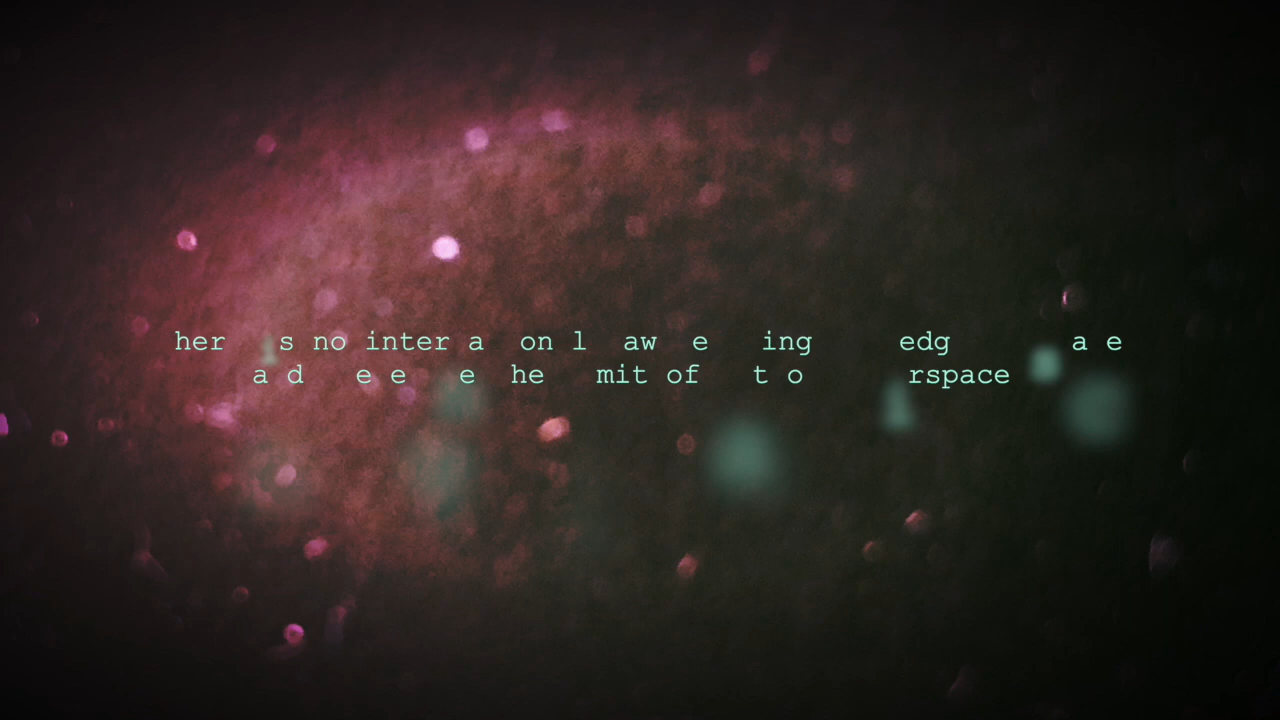 her s no inter a on l aw e ing edg a e
a d e e e he mit of t o rspace